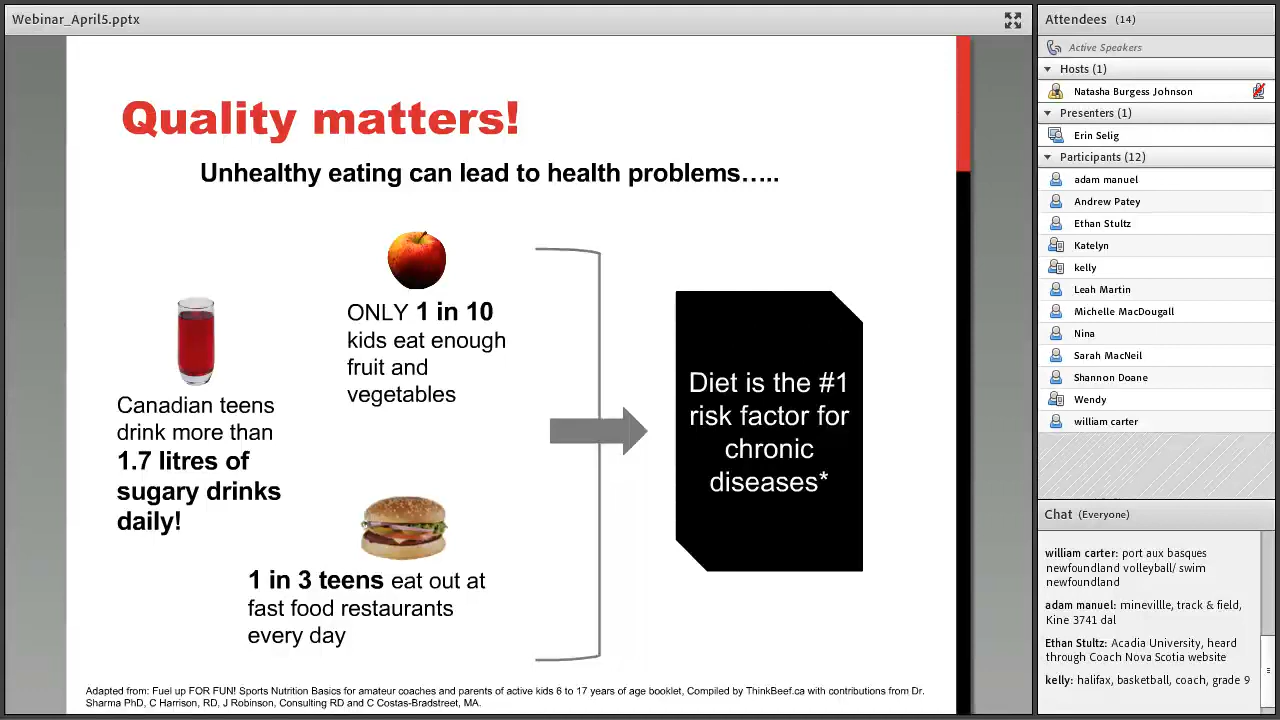 Webinar_April5.pptx
Quality matters!
Unhealthy eating can lead to health problems…..
ONLY 1 in 10
kids eat enough
fruit and
vegetables
Canadian teens
drink more than
1.7 litres of
sugary drinks
daily!
1 in 3 teens eat out at
fast food restaurants
every day
Diet is the #1
risk factor for
chronic
diseases*
Adapted from: Fuel up FOR FUN! Sports Nutrition Basics for amateur coaches and parents of active kids 6 to 17 years of age booklet, Compiled by ThinkBeef.ca with contributions from Dr.
Sharma PhD, C Harrison, RD, J Robinson, Consulting RD and C Costas-Bradstreet, MA.
Attendees (14)
Active Speakers
Hosts (1)
Natasha Burgess Johnson
Presenters (1)
Erin Selig
Participants (12)
adam manuel
Andrew Patey
Ethan Stultz
Katelyn
kelly
Leah Martin
Michelle MacDougall
Nina
Sarah MacNeil
Shannon Doane
Wendy
william carter
Chat (Everyone)
william carter: port aux basques
newfoundland volleyball/ swim
newfoundland
adam manuel: minevillle, track & field,
Kine 3741 dal
Ethan Stultz: Acadia University, heard
through Coach Nova Scotia website
kelly: halifax, basketball, coach, grade 9